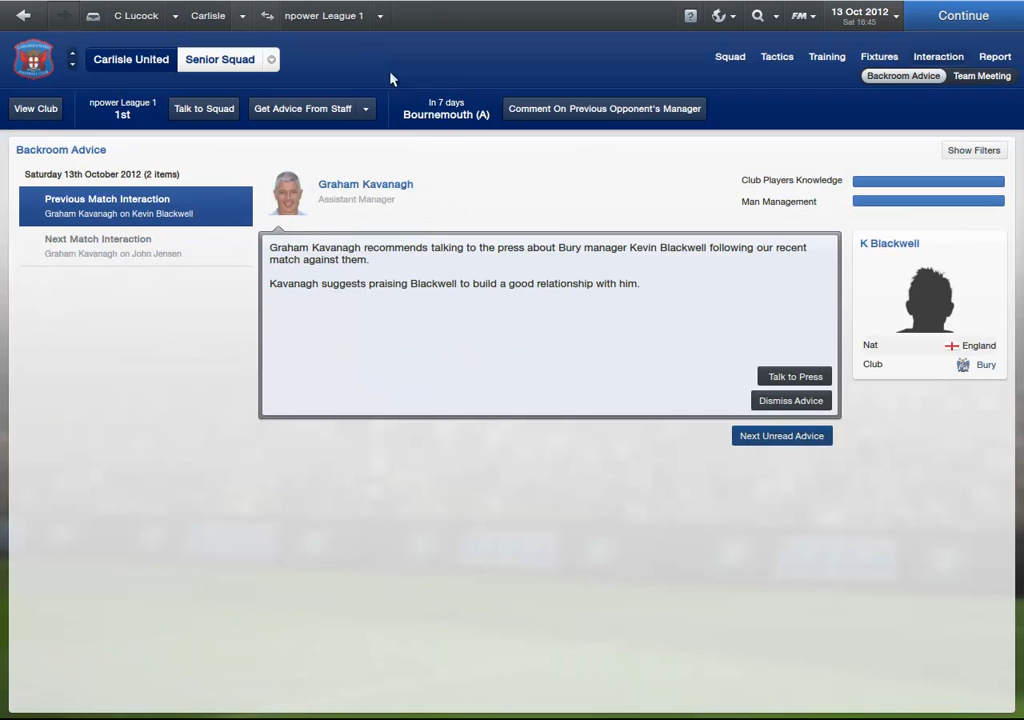 C Lucock
Carlisle
npower League 1
?
FM
13 Oct 2012
Sat 16:45
Continue
Carlisle United
Senior Squad
Squad
Tactics
Training
Fixtures
Interaction
Report
Backroom Advice
Team Meeting
View Club
npower League 1
1st
Talk to Squad
Get Advice From Staff
In 7 days
Bournemouth (A)
Comment On Previous Opponent's Manager
Backroom Advice
Show Filters
Saturday 13th October 2012 (2 items)
Previous Match Interaction
Graham Kavanagh on Kevin Blackwell
Next Match Interaction
Graham Kavanagh on John Jensen
Graham Kavanagh
Assistant Manager
Club Players Knowledge
Man Management
Graham Kavanagh recommends talking to the press about Bury manager Kevin Blackwell following our recent
match against them.
Kavanagh suggests praising Blackwell to build a good relationship with him.
Talk to Press
Dismiss Advice
Next Unread Advice
K Blackwell
Nat
England
Club
Bury